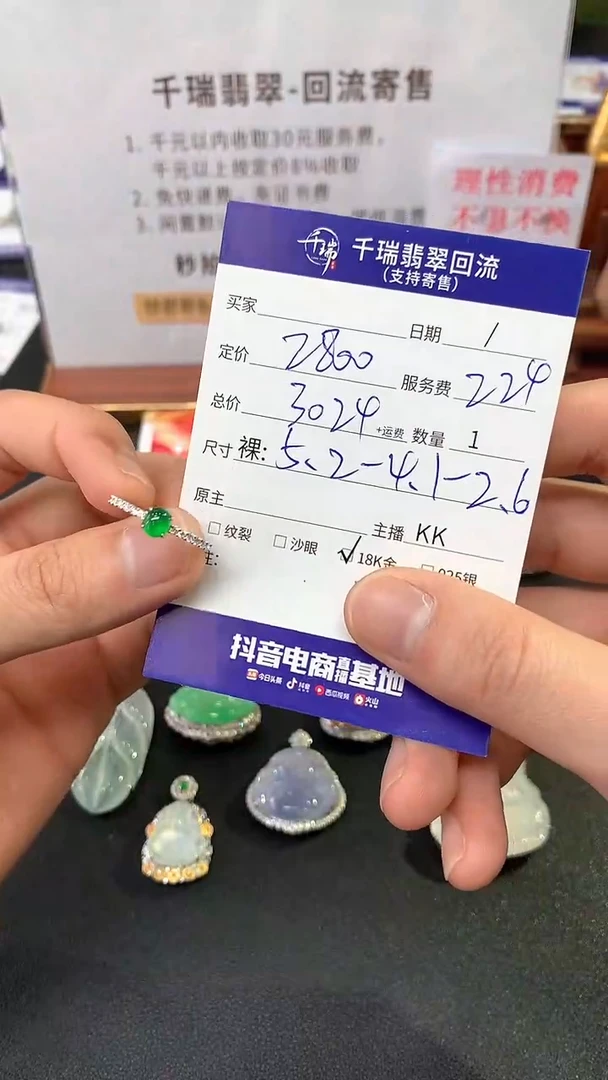 千瑞翡翠-回流寄售
1. 千元以内收取30元服务费,
千元以上按定价8%收取
2. 免快递费、免证书费
理性消费
不退不换
千瑞
千瑞翡翠回流
(支持寄售)
买家
日期 /
定价 2800
服务费 224
总价 3024 +运费
数量 1
尺寸 裸: 5.2-4.1-2.6
原主
主播 KK
□纹裂 □沙眼 ☑18K金 □925银
注:
抖音电商直播基地
今日头条 抖音 西瓜视频 火山